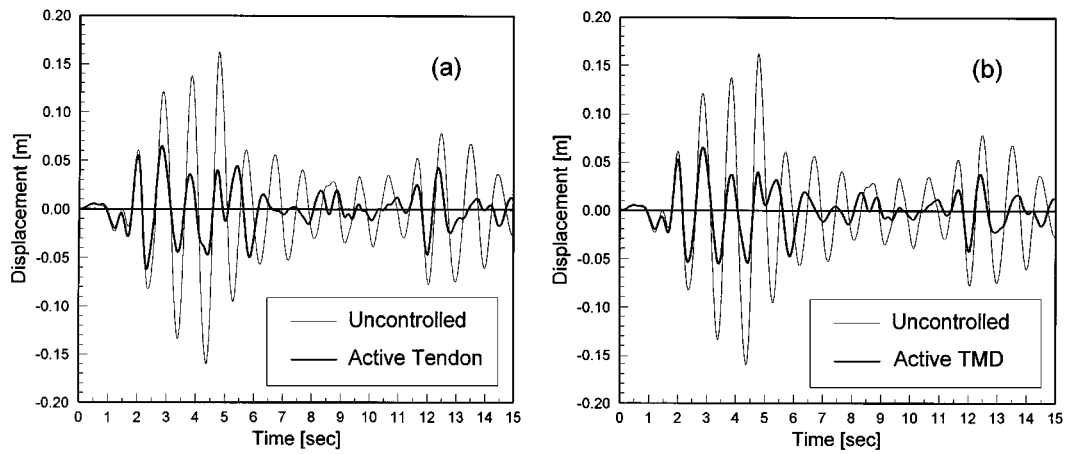 0.20
0.15
0.10
0.05
0.00
-0.05
-0.10
-0.15
-0.20
Displacement [m]
(a)
Uncontrolled
Active Tendon
0 1 2 3 4 5 6 7 8 9 10 11 12 13 14 15
Time [sec]
0.20
0.15
0.10
0.05
0.00
-0.05
-0.10
-0.15
-0.20
Displacement [m]
(b)
Uncontrolled
Active TMD
0 1 2 3 4 5 6 7 8 9 10 11 12 13 14 15
Time [sec]